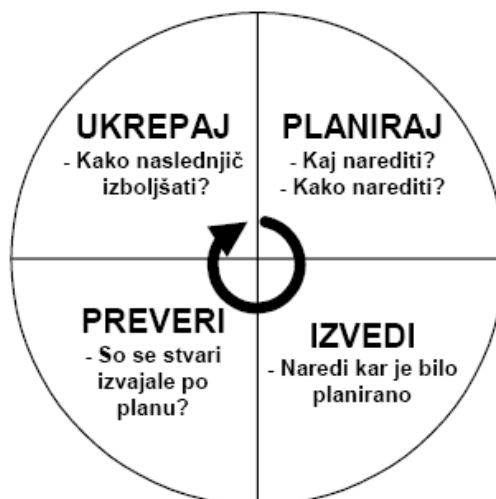 UKREPAJ
- Kako naslednjič
izboljšati?
PLANIRAJ
- Kaj narediti?
- Kako narediti?
PREVERI
- So se stvari
izvajale po
planu?
IZVEDI
- Naredi kar je bilo
planirano